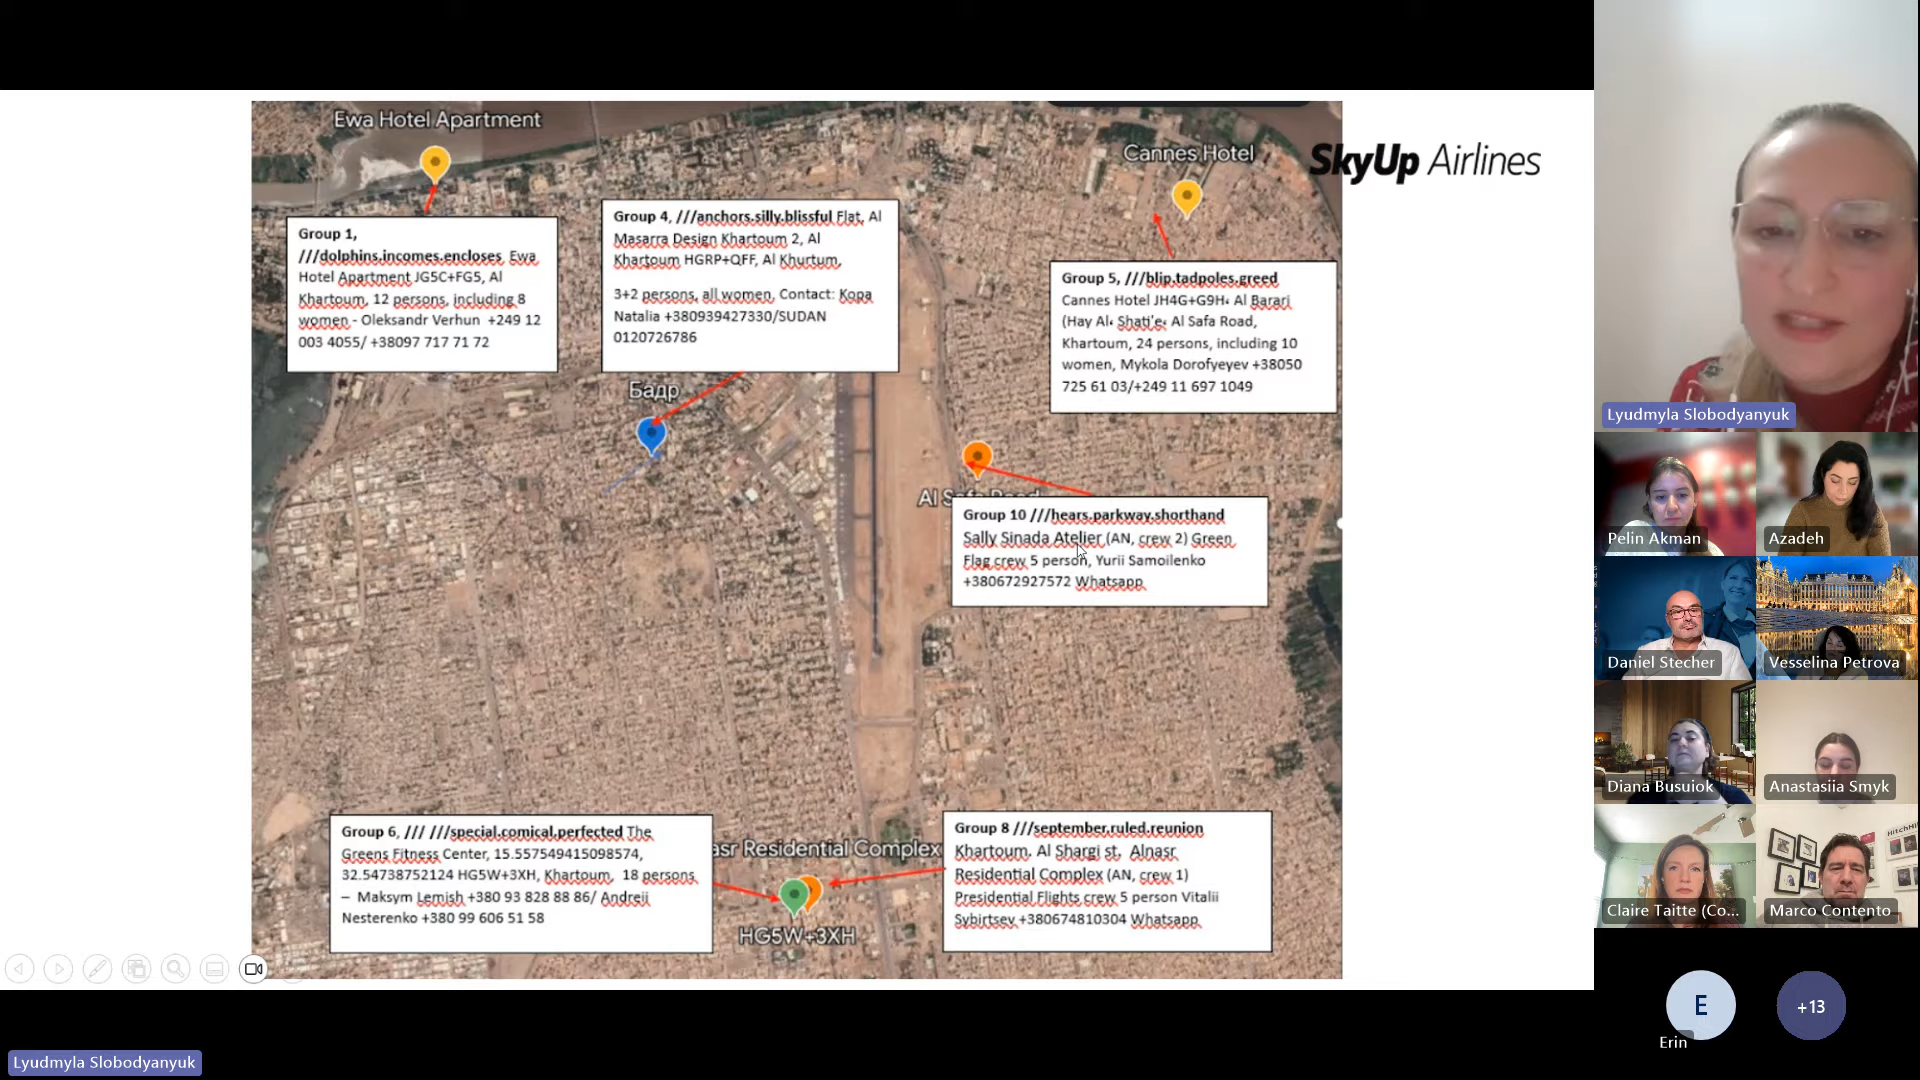 Ewa Hotel Apartment
Cannes Hotel
SkyUp Airlines
Group 1,
///dolphins.incomes.encloses Ewa
Hotel Apartment JG5C+FG5, Al
Khartoum, 12 persons, including 8
women - Oleksandr Verhun +249 12
003 4055/ +38097 717 71 72
Group 4, ///anchors.silly.blissful Flat, Al
Masarra Design Khartoum 2, Al
Khartoum HGRP+QFF, Al Khurtum,
3+2 persons, all women, Contact: Kopa
Natalia +380939427330/SUDAN
0120726786
Group 5, ///blip.tadpoles.greed
Cannes Hotel JH4G+G9H، Al Barari
(Hay Al، Shati'e، Al Safa Road,
Khartoum, 24 persons, including 10
women, Mykola Dorofyeyev +38050
725 61 03/+249 11 697 1049
Бадр
Al Safa Road
Group 10 ///hears.parkway.shorthand
Sally Sinada Atelier (AN, crew 2) Green
Flag crew 5 person, Yurii Samoilenko
+380672927572 Whatsapp
Group 6, /// ///special.comical.perfected The
Greens Fitness Center, 15.557549415098574,
32.54738752124 HG5W+3XH, Khartoum, 18 persons
– Maksym Lemish +380 93 828 88 86/ Andreii
Nesterenko +380 99 606 51 58
asr Residential Complex
HG5W+3XH
Group 8 ///september.ruled.reunion
Khartoum. Al Shargi st, Alnasr
Residential Complex (AN, crew 1)
Presidential Flights crew 5 person Vitalii
Sybirtsev +380674810304 Whatsapp
Lyudmyla Slobodyanyuk
Pelin Akman
Azadeh
Daniel Stecher
Vesselina Petrova
Diana Busuiok
Anastasiia Smyk
Claire Taitte (Co...
Marco Contento
HitchHi
E
Erin
+13
Lyudmyla Slobodyanyuk